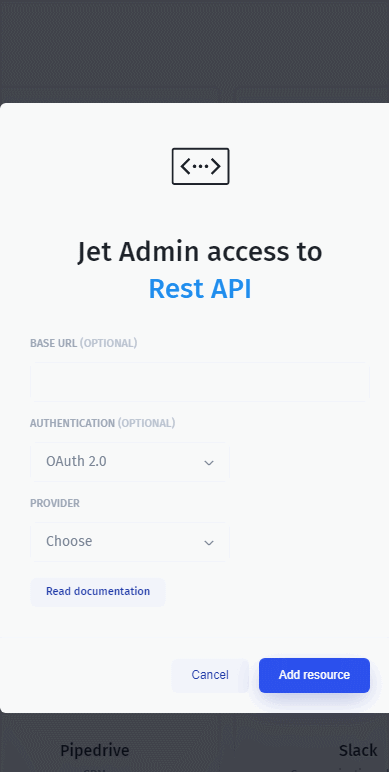 Jet Admin access to
Rest API
BASE URL (OPTIONAL)
AUTHENTICATION (OPTIONAL)
OAuth 2.0
PROVIDER
Choose
Read documentation
Cancel Add resource
Pipedrive Slack